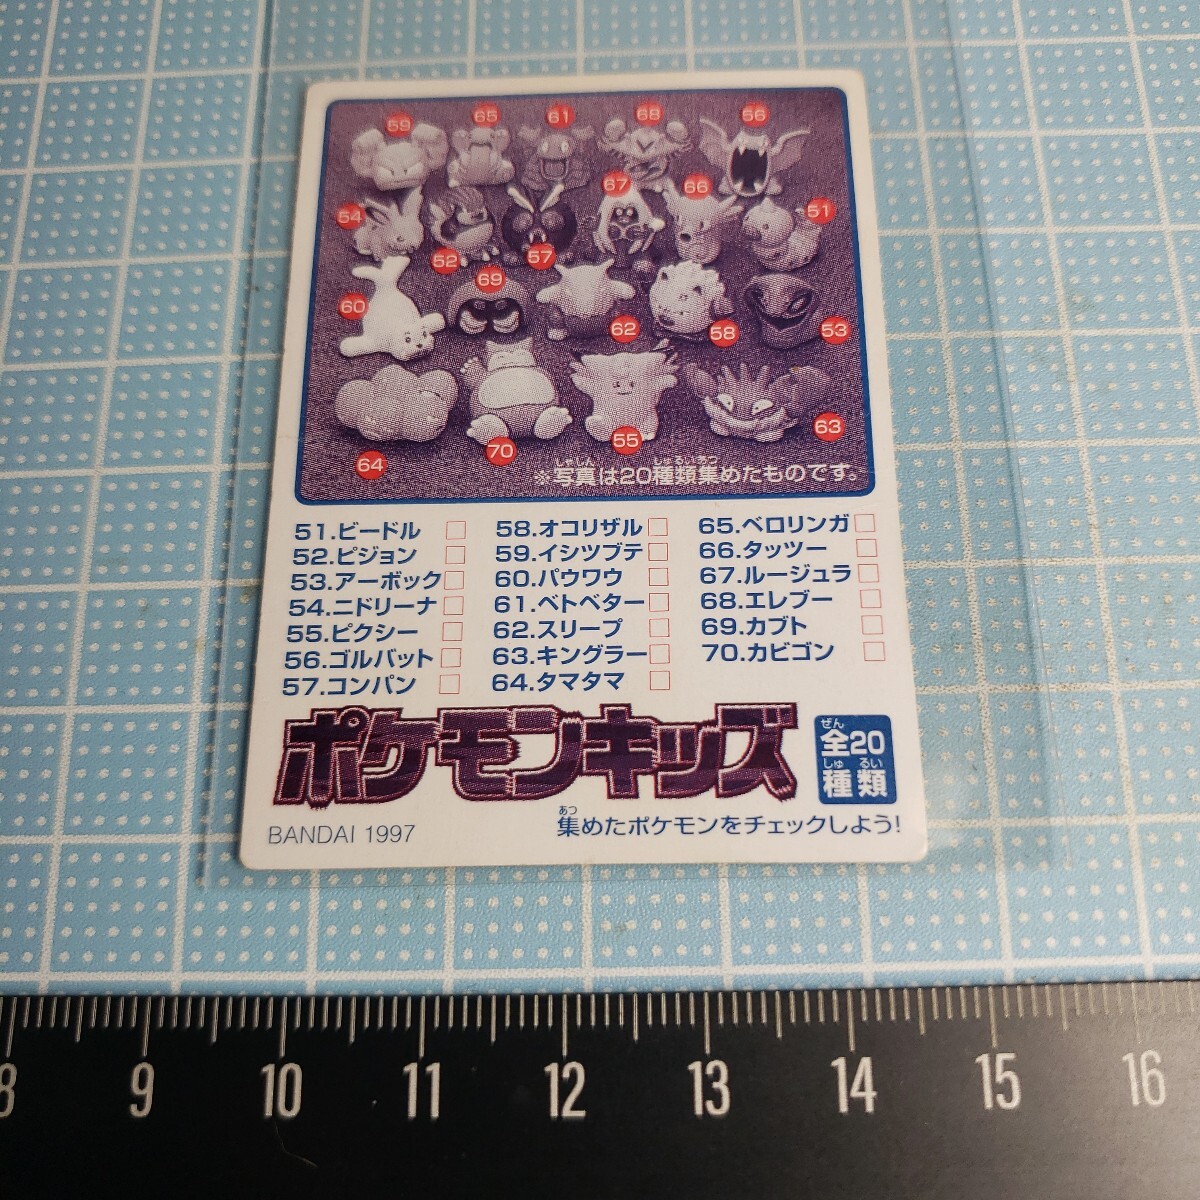 59 65 61 68 56
54 52 57 67 66 51
60 69 62 58 53
64 70 55 63
しゃしん しゅるいあつ
※写真は20種類集めたものです。
51.ビードル
52.ピジョン
53.アーボック
54.ニドリーナ
55.ピクシー
56.ゴルバット
57.コンパン
58.オコリザル
59.イシツブテ
60.パウワウ
61.ベトベター
62.スリープ
63.キングラー
64.タマタマ
65.ベロリンガ
66.タッツー
67.ルージュラ
68.エレブー
69.カブト
70.カビゴン
ポケモンキッズ
ぜん
全20
しゅ るい
種類
BANDAI 1997
あつ
集めたポケモンをチェックしよう!
8 9 10 11 12 13 14 15 16